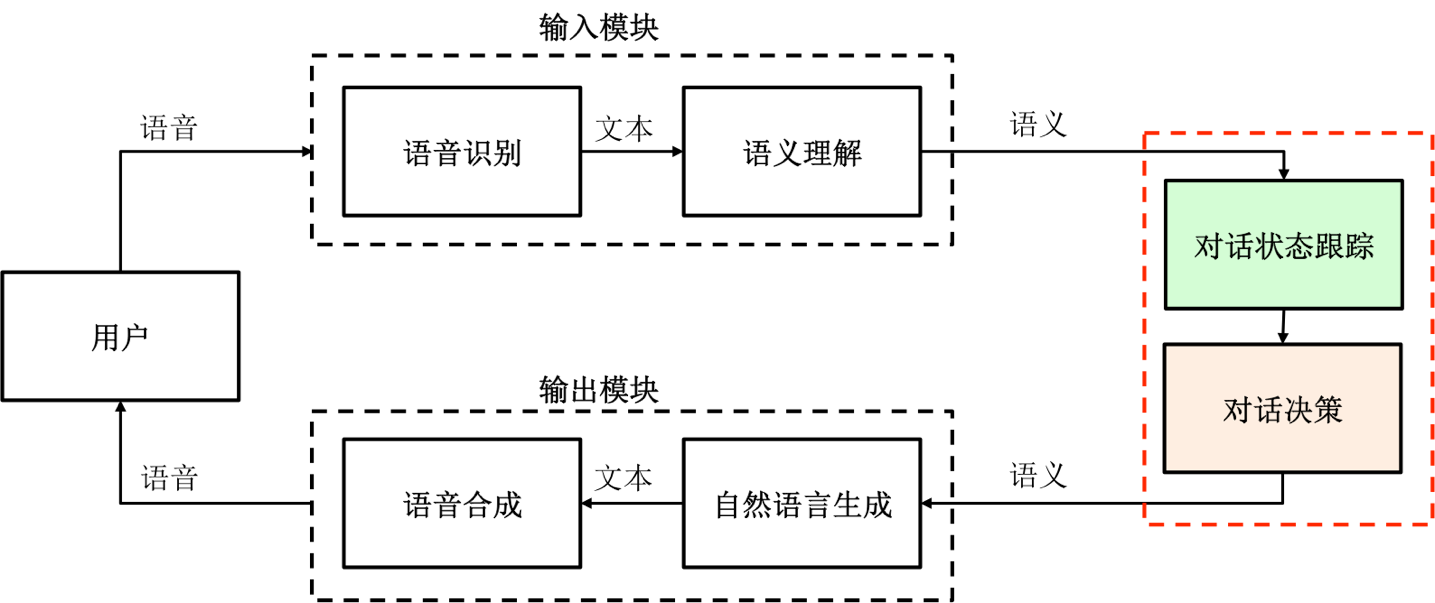 输入模块
语音
语音识别
文本
语义理解
语义
对话状态跟踪
用户
对话决策
输出模块
语音
语音合成
文本
自然语言生成
语义